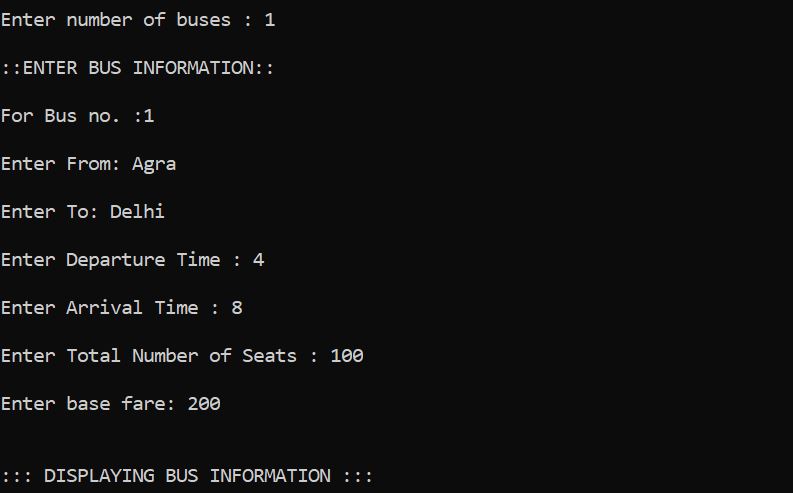 Enter number of buses : 1
::ENTER BUS INFORMATION::
For Bus no. :1
Enter From: Agra
Enter To: Delhi
Enter Departure Time : 4
Enter Arrival Time : 8
Enter Total Number of Seats : 100
Enter base fare: 200
::: DISPLAYING BUS INFORMATION :::